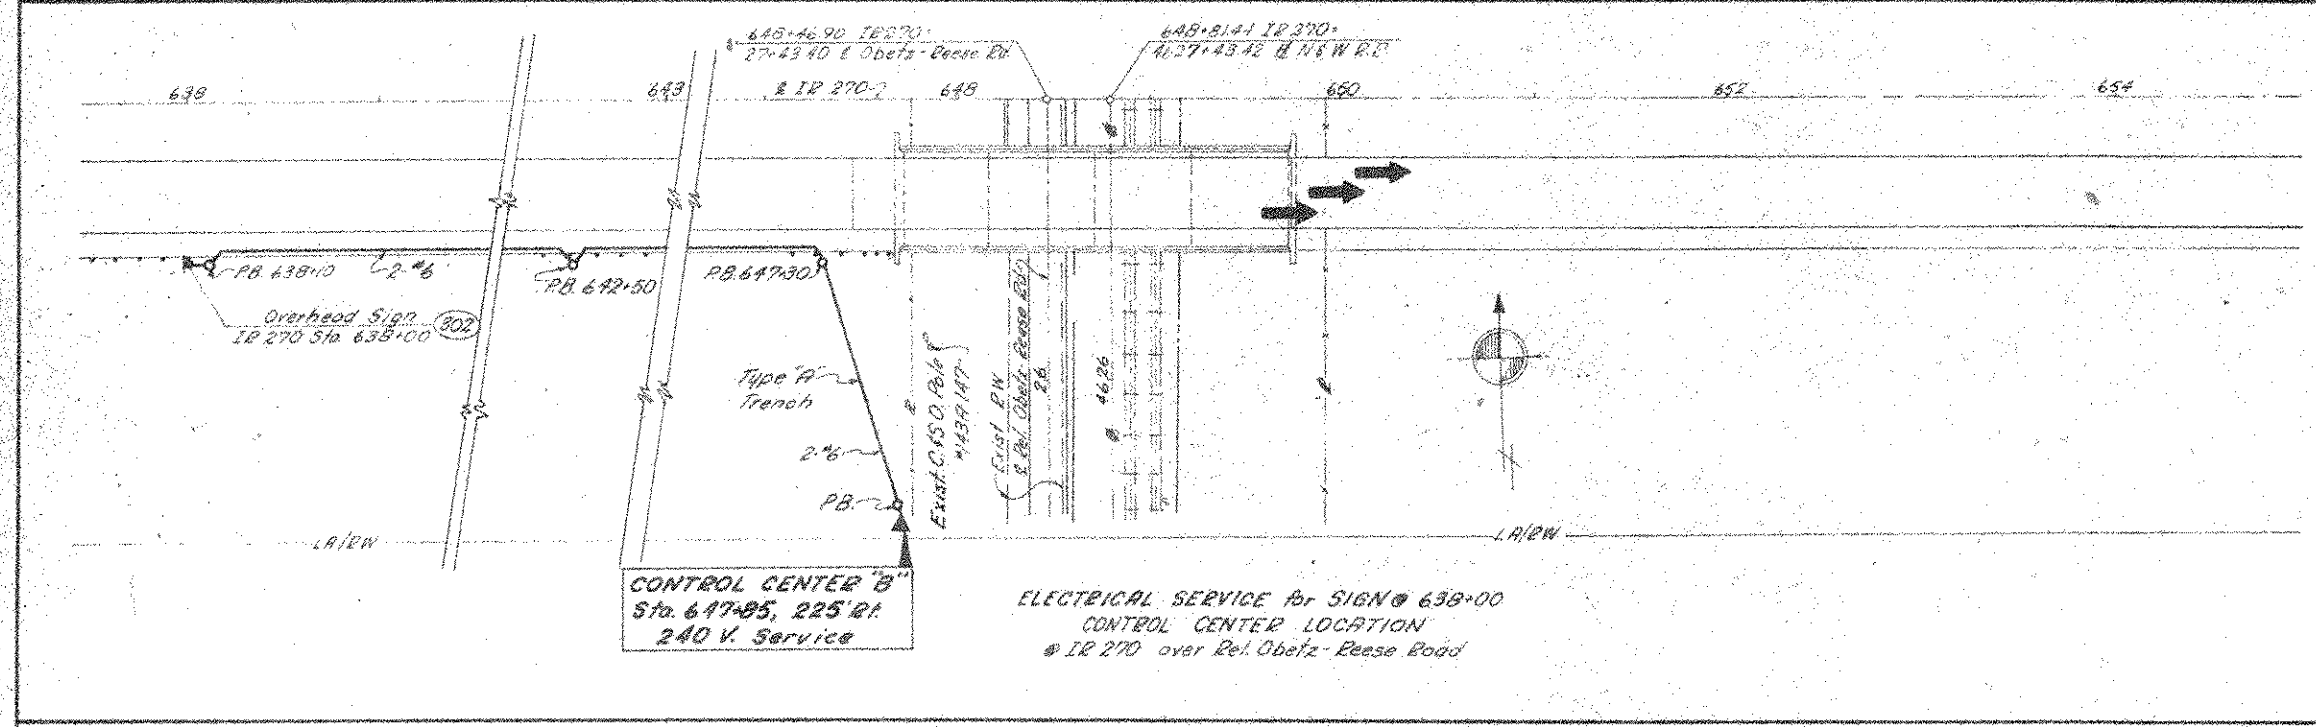 648+46.90 IR 270=
27+43.40 ℄ Obetz-Reese Rd.
648+81.41 IR 270=
4627+43.42 ℄ N&W R.R.
638
643
℄ IR 270
648
650
652
654
P.B. 638+10
2-#6
P.B. 642+50
P.B. 647+30
Overhead Sign
IR 270 Sta. 638+00
302
Type "A"
Trench
2-#6
P.B.
Exist. C.&S.O. Pole
Exist. R/W
℄ Rel. Obetz-Reese Rd.
26
4626
LA/RW
LA/RW
CONTROL CENTER "B"
Sta. 647+85, 225' Rt.
240 V. Service
ELECTRICAL SERVICE for SIGN @ 638+00
CONTROL CENTER LOCATION
@ IR 270 over Rel. Obetz-Reese Road